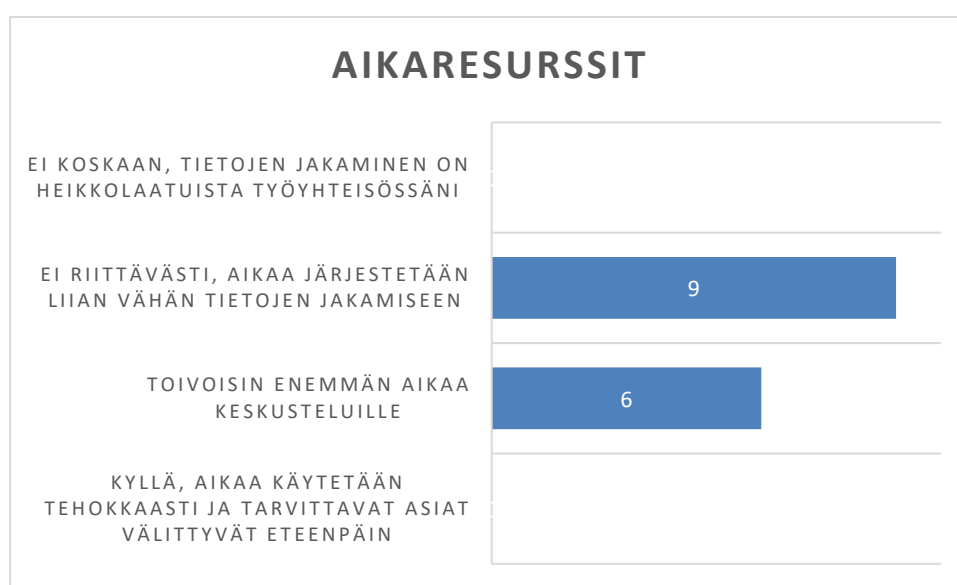 AIKARESURSSIT
EI KOSKAAN, TIETOJEN JAKAMINEN ON
HEIKKOLAATUISTA TYÖYHTEISÖSSÄNI
EI RIITTÄVÄSTI, AIKAA JÄRJESTETÄÄN
LIIAN VÄHÄN TIETOJEN JAKAMISEEN
9
TOIVOISIN ENEMMÄN AIKAA
KESKUSTELUILLE
6
KYLLÄ, AIKAA KÄYTETÄÄN
TEHOKKAASTI JA TARVITTAVAT ASIAT
VÄLITTYVÄT ETEENPÄIN